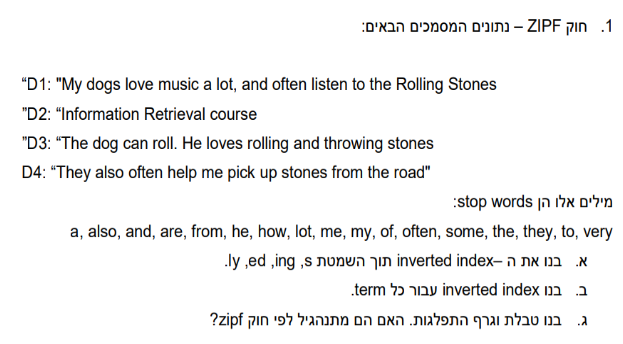 1. חוק ZIPF – נתונים המסמכים הבאים:
“D1: "My dogs love music a lot, and often listen to the Rolling Stones
”D2: “Information Retrieval course
”D3: “The dog can roll. He loves rolling and throwing stones
D4: “They also often help me pick up stones from the road"
מילים אלו הן stop words:
a, also, and, are, from, he, how, lot, me, my, of, often, some, the, they, to, very
א. בנו את ה –inverted index תוך השמטת s, ing, ed, ly.
ב. בנו inverted index עבור כל term.
ג. בנו טבלת וגרף התפלגות. האם הם מתנהגיל לפי חוק zipf?